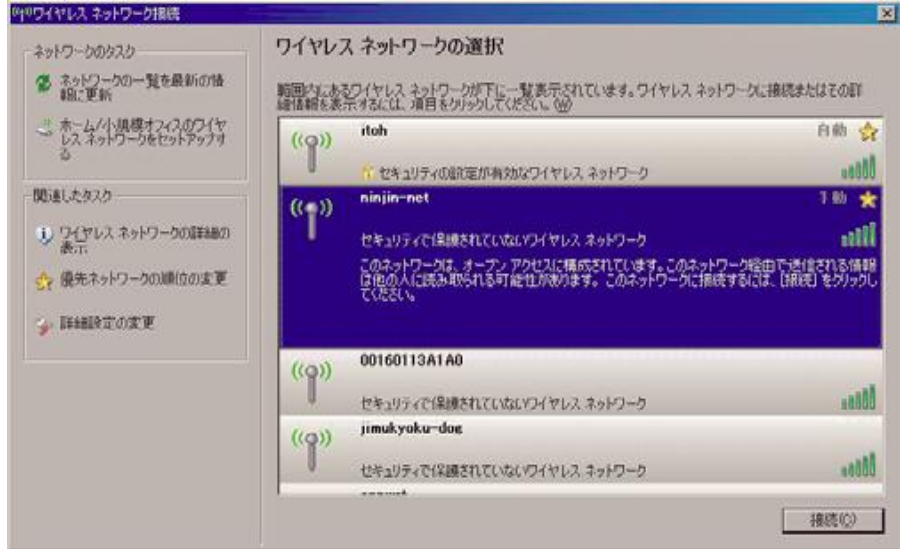 ワイヤレス ネットワーク接続
ネットワークのタスク
ネットワークの一覧を最新の情
報に更新
ホーム/小規模オフィスのワイヤ
レス ネットワークをセットアップす
る
関連したタスク
ワイヤレス ネットワークの詳細の
表示
優先ネットワークの順位の変更
詳細設定の変更
ワイヤレス ネットワークの選択
範囲内にあるワイヤレス ネットワークが下に一覧表示されています。ワイヤレス ネットワークに接続またはその詳
細情報を表示するには、項目をクリックしてください。(W)
itoh
自動
セキュリティの設定が有効なワイヤレス ネットワーク
ninjin-net
手動
セキュリティで保護されていないワイヤレス ネットワーク
このネットワークは、オープン アクセスに構成されています。このネットワーク経由で送信される情報
は他の人に読み取られる可能性があります。このネットワークに接続するには、[接続] をクリックし
てください。
00160113A1A0
セキュリティで保護されていないワイヤレス ネットワーク
jimukyoku-dog
セキュリティで保護されていないワイヤレス ネットワーク
接続(C)